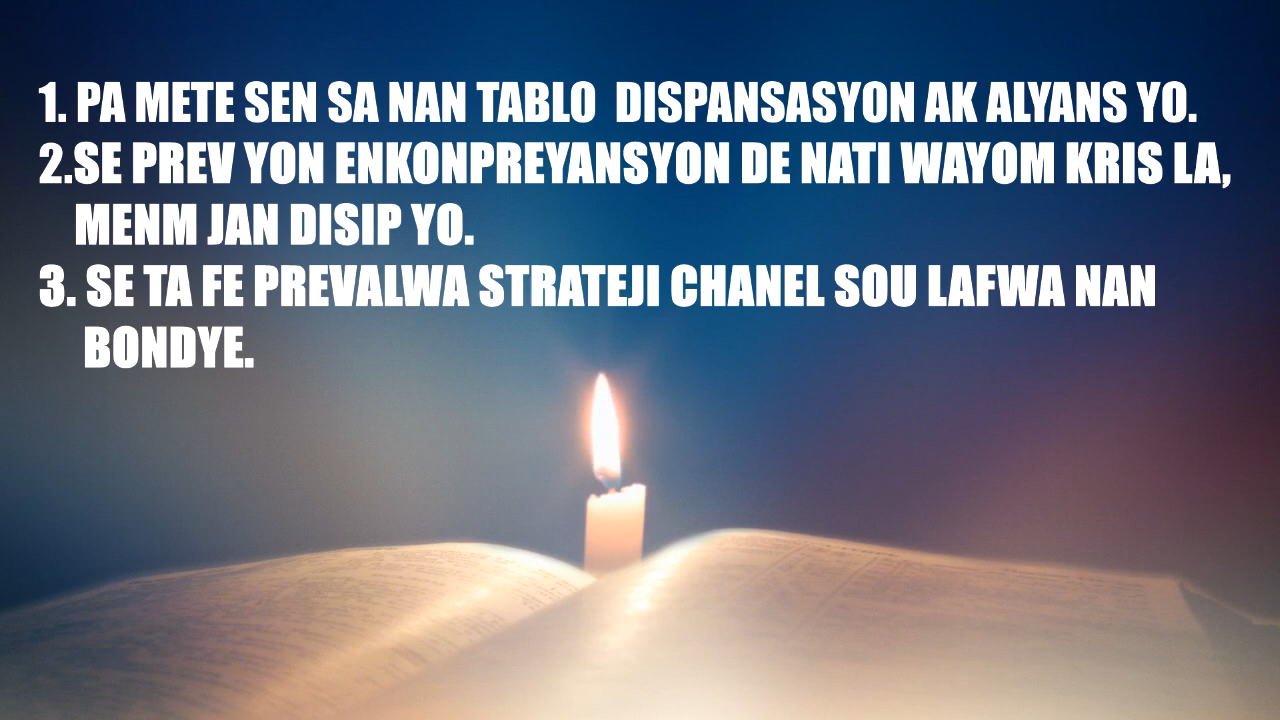 1. PA METE SEN SA NAN TABLO  DISPANSASYON AK ALYANS YO.
2.SE PREV YON ENKONPREYANSYON DE NATI WAYOM KRIS LA,
MENM JAN DISIP YO.
3. SE TA FE PREVALWA STRATEJI CHANEL SOU LAFWA NAN
BONDYE.